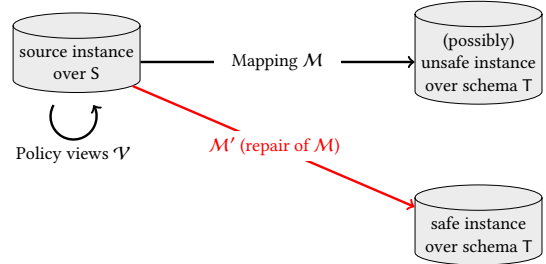 source instance
over S
Mapping ℳ
(possibly)
unsafe instance
over schema T
Policy views 𝒱
ℳ′ (repair of ℳ)
safe instance
over schema T